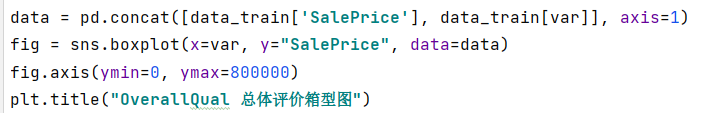 data = pd.concat([data_train['SalePrice'], data_train[var]], axis=1)
fig = sns.boxplot(x=var, y="SalePrice", data=data)
fig.axis(ymin=0, ymax=800000)
plt.title("OverallQual 总体评价箱型图")